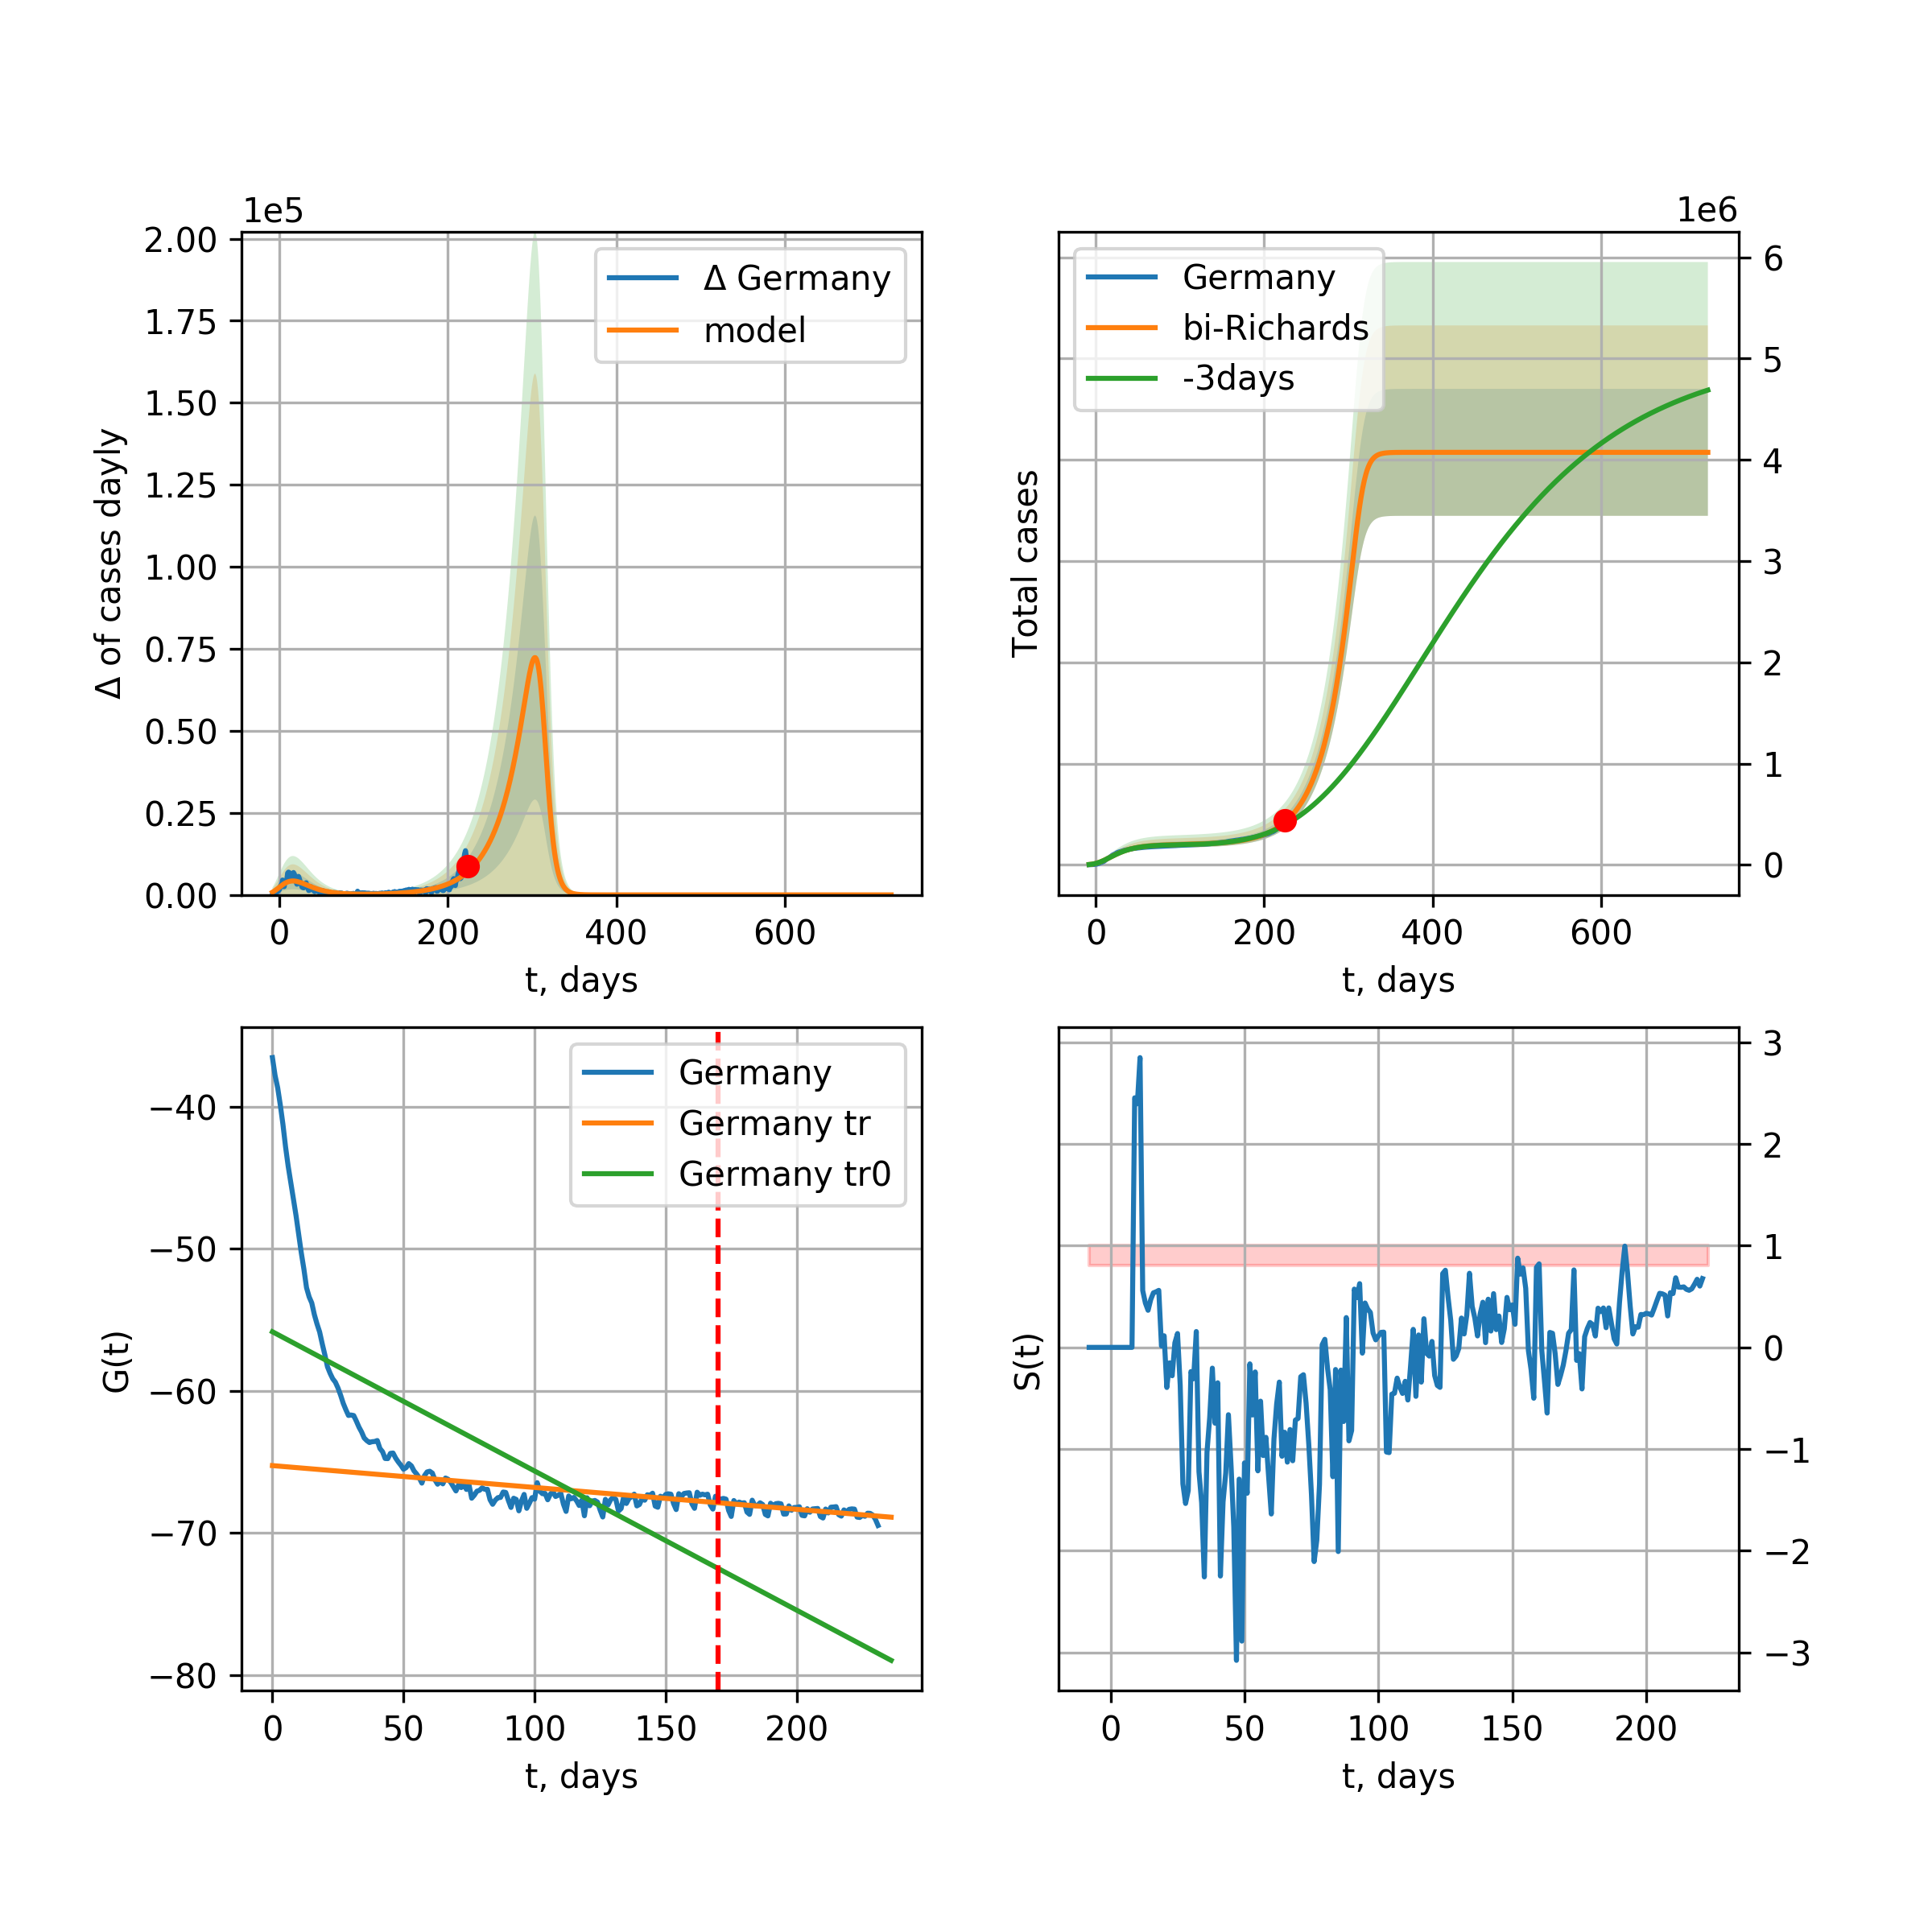 1e5
2.00
1.75
1.50
1.25
1.00
0.75
0.50
0.25
0.00
Δ of cases dayly
Δ Germany
model
0 200 400 600
t, days
1e6
6
5
4
3
2
1
0
Total cases
Germany
bi-Richards
-3days
0 200 400 600
t, days
−40
−50
−60
−70
−80
G(t)
Germany
Germany tr
Germany tr0
0 50 100 150 200
t, days
3
2
1
0
−1
−2
−3
S(t)
0 50 100 150 200
t, days